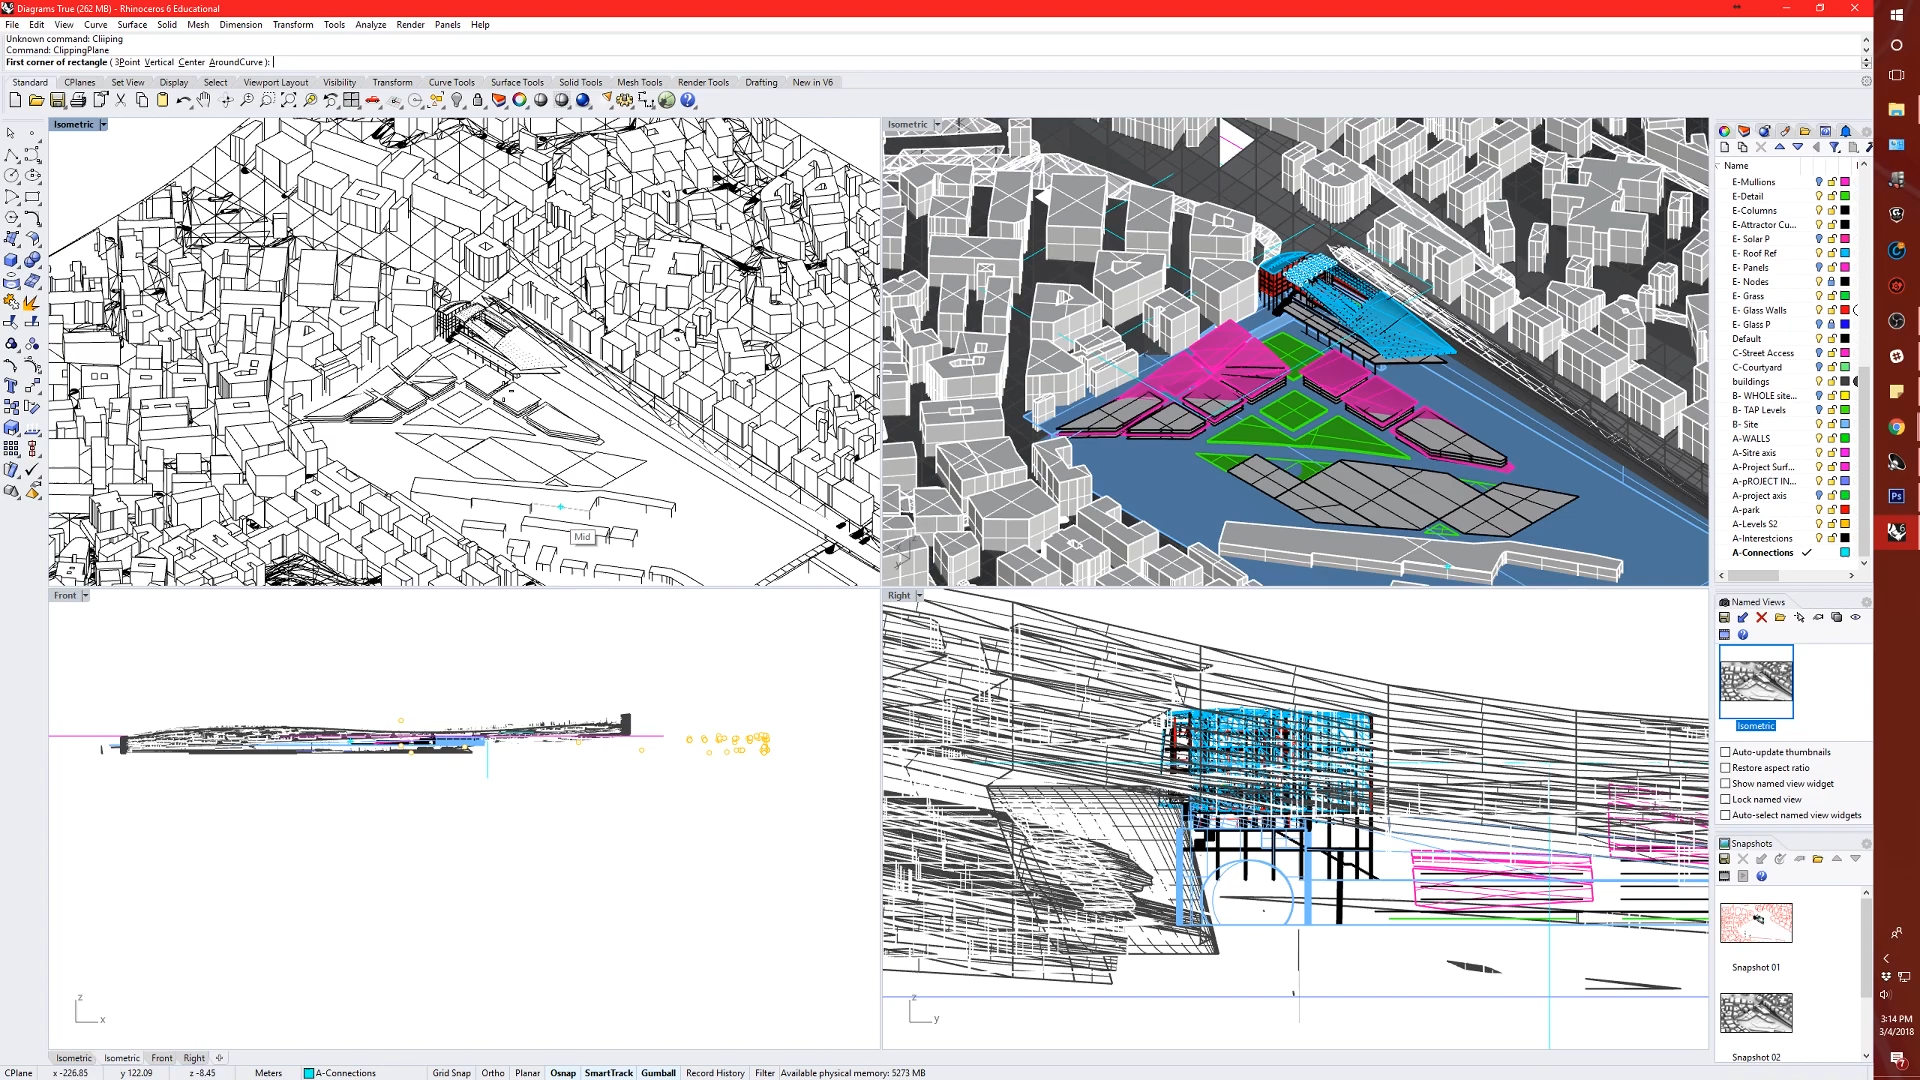 Diagrams True (262 MB) - Rhinoceros 6 Educational
File Edit View Curve Surface Solid Mesh Dimension Transform Tools Analyze Render Panels Help
Unknown command: Cliiping
Command: ClippingPlane
First corner of rectangle ( 3Point Vertical Center AroundCurve ):
Standard CPlanes Set View Display Select Viewport Layout Visibility Transform Curve Tools Surface Tools Solid Tools Mesh Tools Render Tools Drafting New in V6
Isometric
Mid
Isometric
Front
z
x
Right
z
y
Name
E-Mullions
E-Detail
E-Columns
E-Attractor Cu...
E- Solar P
E- Roof Ref
E- Panels
E- Nodes
E- Grass
E- Glass Walls
E- Glass P
Default
C-Street Access
C-Courtyard
buildings
B- WHOLE site...
B- TAP Levels
B- Site
A-WALLS
A-Sitre axis
A-Project Surf...
A-pROJECT IN...
A-project axis
A-park
A-Levels S2
A-Interestcions
A-Connections
Named Views
Isometric
Auto-update thumbnails
Restore aspect ratio
Show named view widget
Lock named view
Auto-select named view widgets
Snapshots
Snapshot 01
Snapshot 02
Isometric Isometric Front Right
CPlane x -226.85 y 122.09 z -8.45 Meters A-Connections Grid Snap Ortho Planar Osnap SmartTrack Gumball Record History Filter Available physical memory: 5273 MB
Ps
3:14 PM
3/4/2018